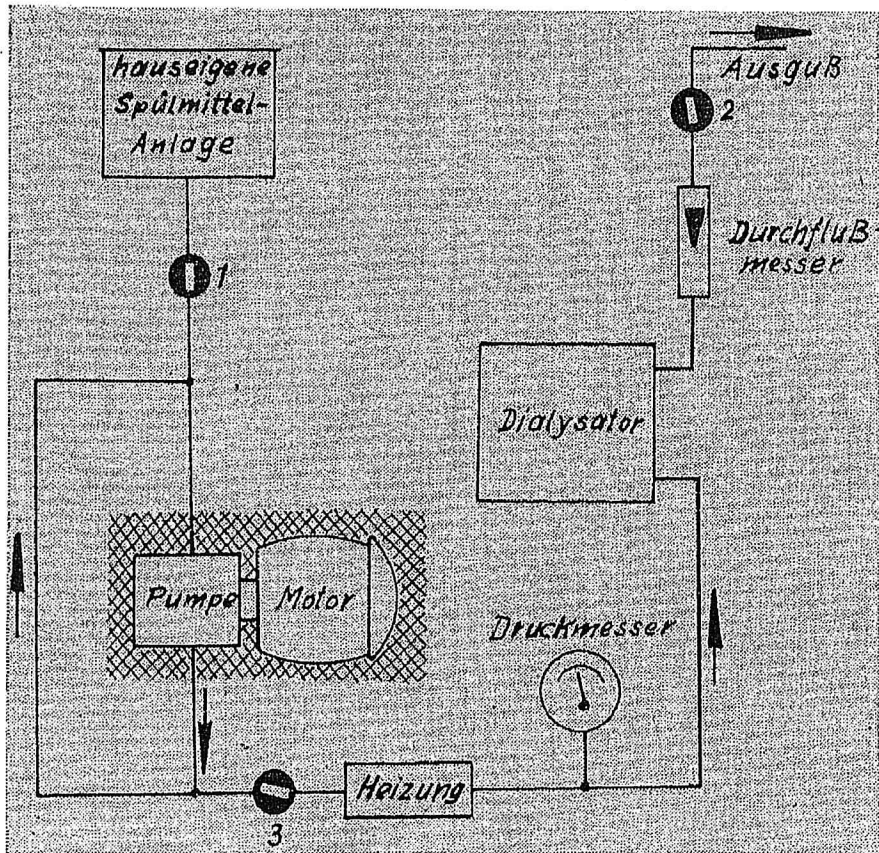 hauseigene
Spülmittel-
Anlage
1
Ausguß
2
Durchfluß-
messer
Dialysator
Pumpe
Motor
Druckmesser
Heizung
3